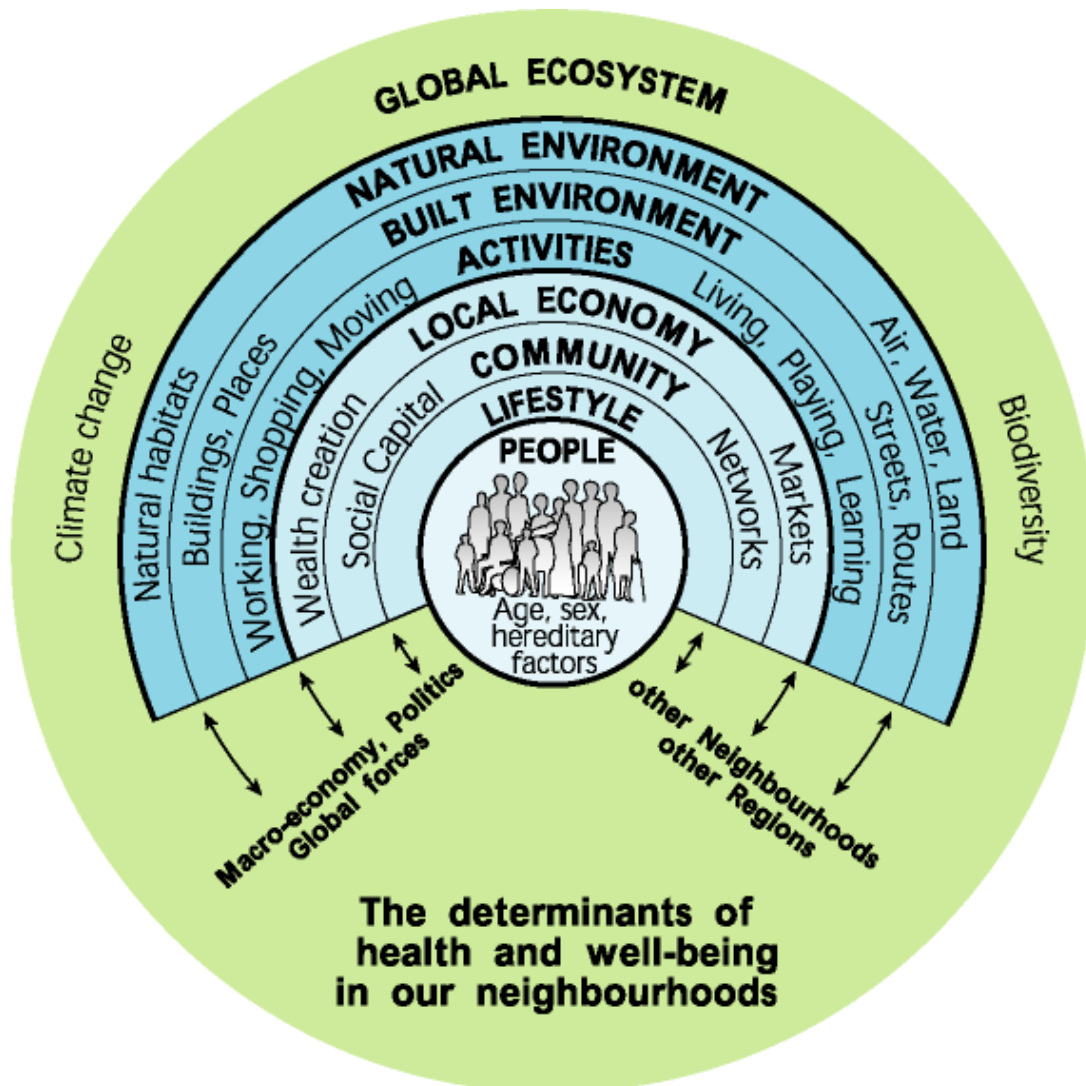 GLOBAL ECOSYSTEM
NATURAL ENVIRONMENT
BUILT ENVIRONMENT
ACTIVITIES
LOCAL ECONOMY
COMMUNITY
LIFESTYLE
PEOPLE
Age, sex,
hereditary
factors
Climate change
Natural habitats
Buildings, Places
Working, Shopping, Moving
Wealth creation
Social Capital
Networks
Markets
Living, Playing, Learning
Streets, Routes
Air, Water, Land
Biodiversity
Macro-economy, Politics
Global forces
other Neighbourhoods
other Regions
The determinants of
health and well-being
in our neighbourhoods